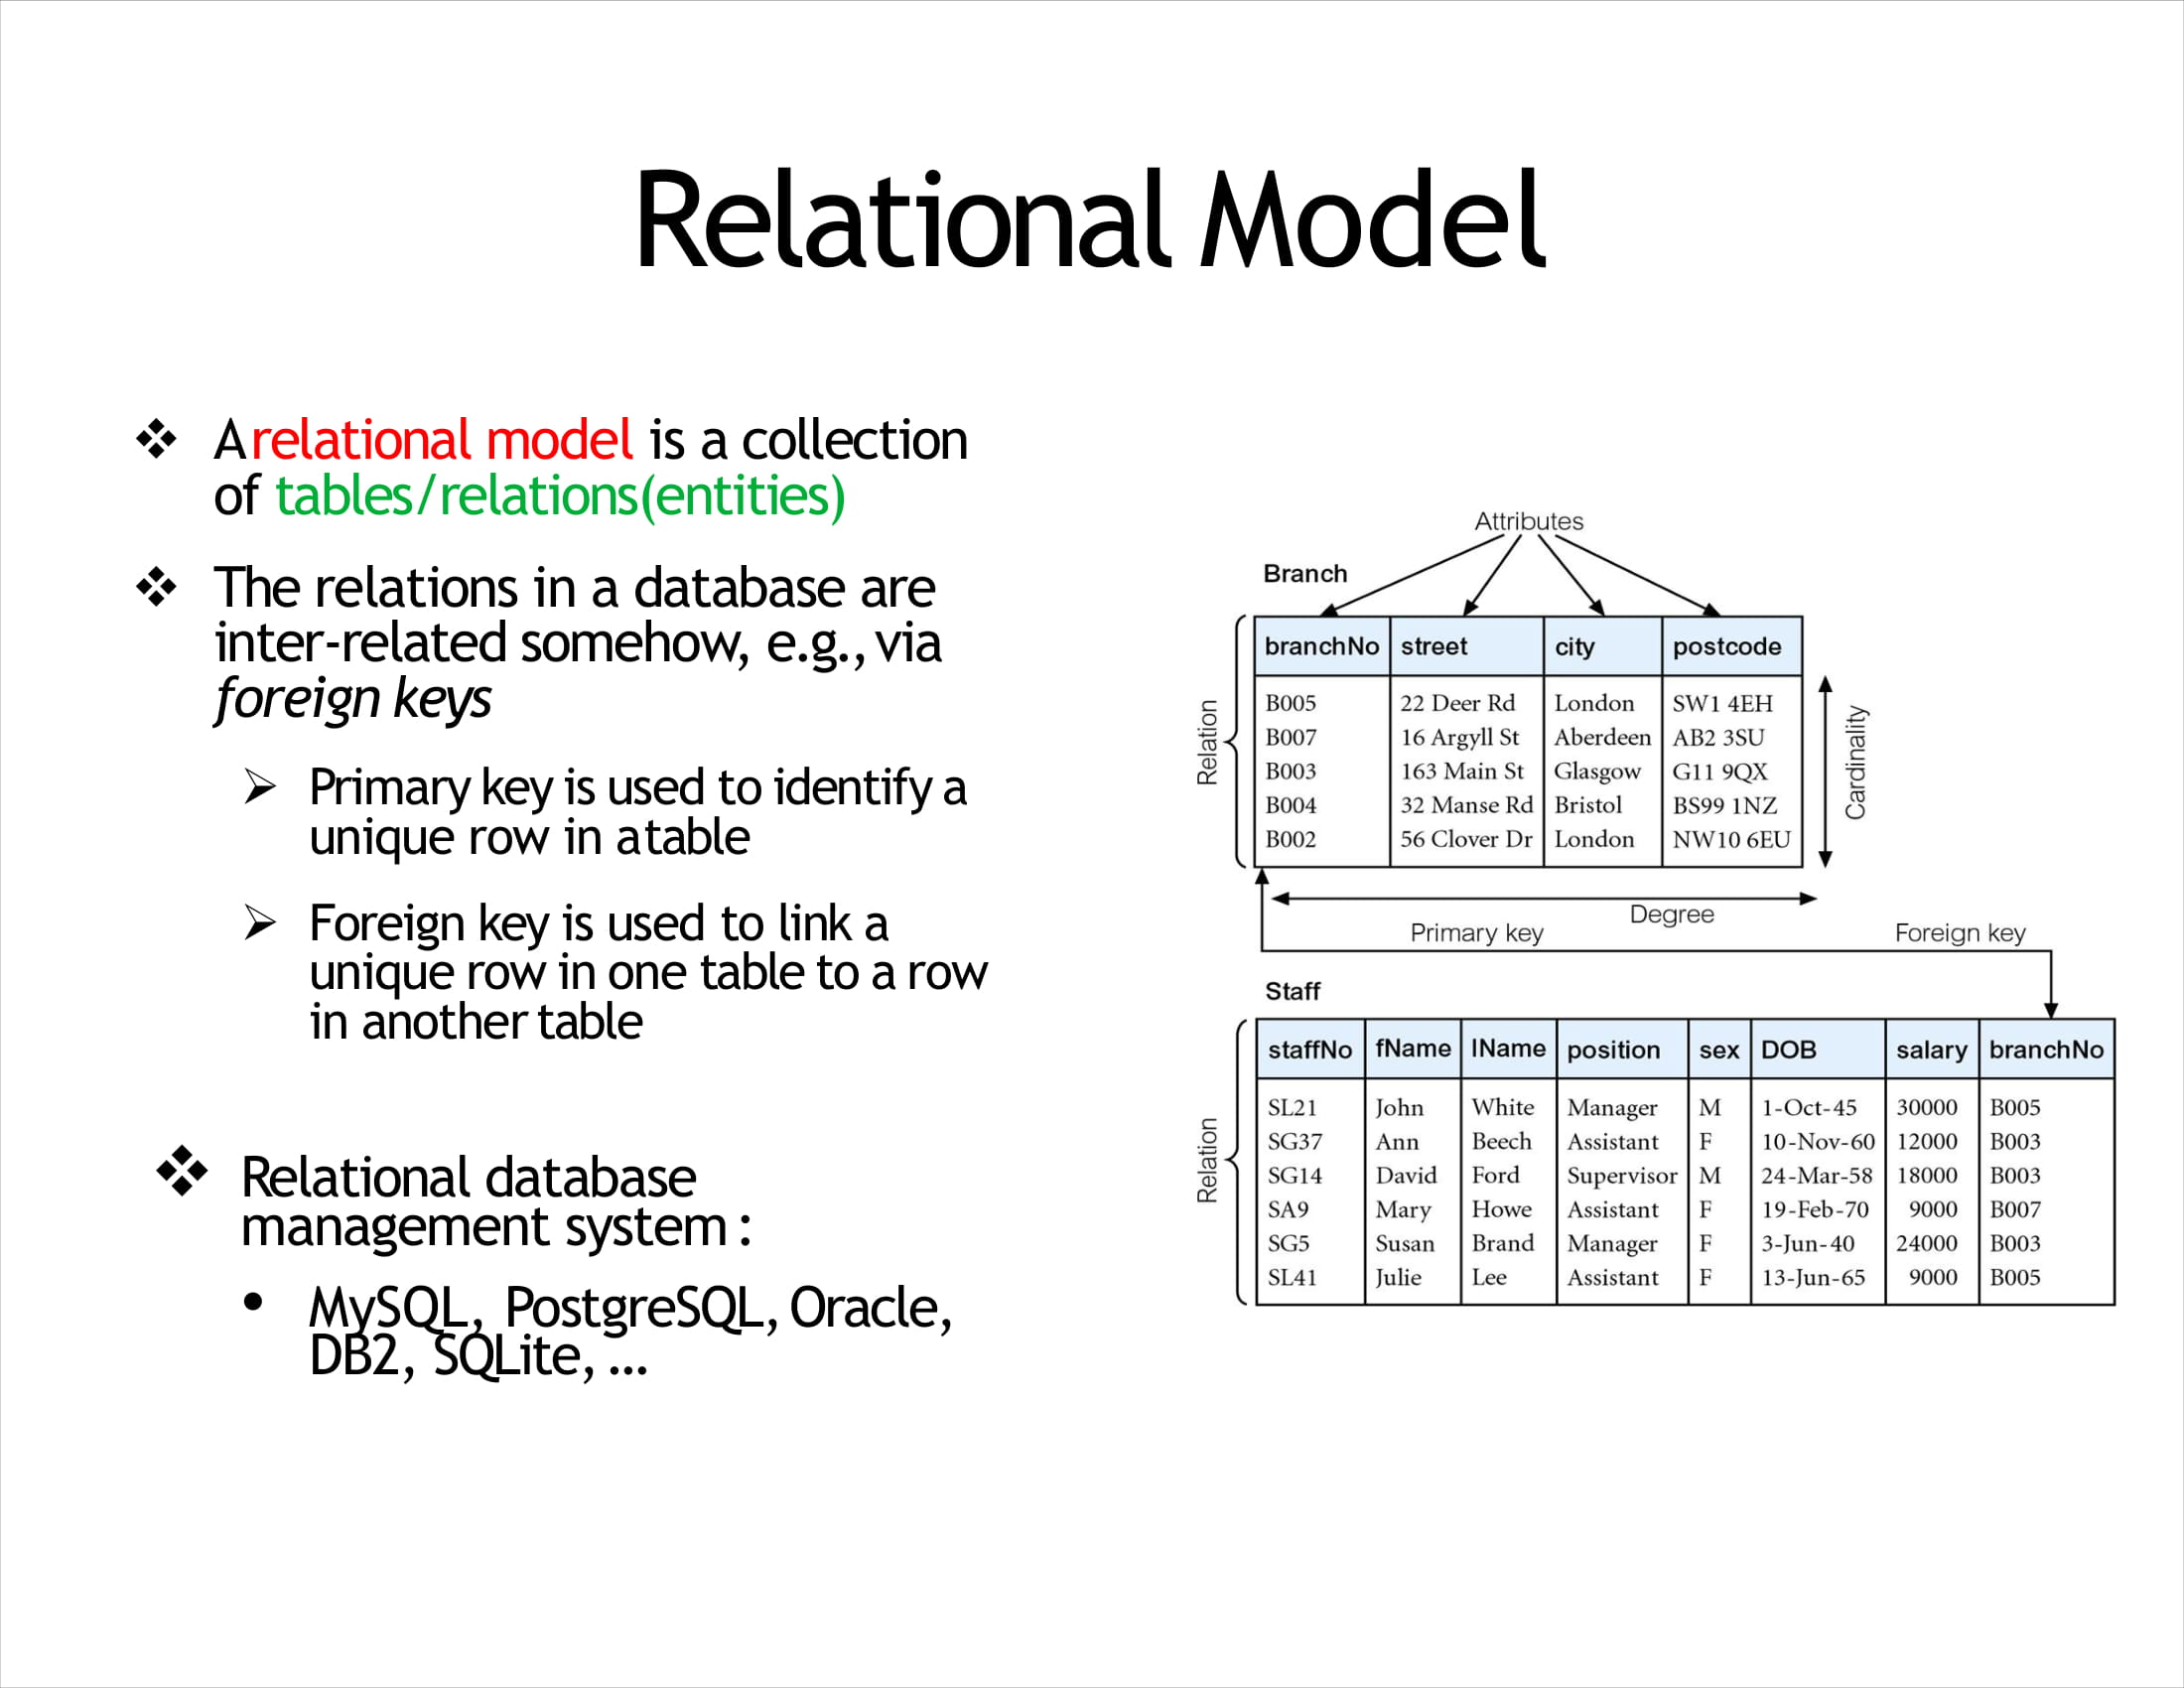 Relational Model
❖ A relational model is a collection
of tables/relations(entities)
❖ The relations in a database are
inter-related somehow, e.g., via
foreign keys
➢ Primary key is used to identify a
unique row in a table
➢ Foreign key is used to link a
unique row in one table to a row
in another table
❖ Relational database
management system :
• MySQL, PostgreSQL, Oracle,
DB2, SQLite, ...
Attributes
Branch
branchNo street city postcode
B005 22 Deer Rd London SW1 4EH
B007 16 Argyll St Aberdeen AB2 3SU
B003 163 Main St Glasgow G11 9QX
B004 32 Manse Rd Bristol BS99 1NZ
B002 56 Clover Dr London NW10 6EU
Relation
Cardinality
Degree
Primary key
Foreign key
Staff
staffNo fName lName position sex DOB salary branchNo
SL21 John White Manager M 1-Oct-45 30000 B005
SG37 Ann Beech Assistant F 10-Nov-60 12000 B003
SG14 David Ford Supervisor M 24-Mar-58 18000 B003
SA9 Mary Howe Assistant F 19-Feb-70 9000 B007
SG5 Susan Brand Manager F 3-Jun-40 24000 B003
SL41 Julie Lee Assistant F 13-Jun-65 9000 B005
Relation